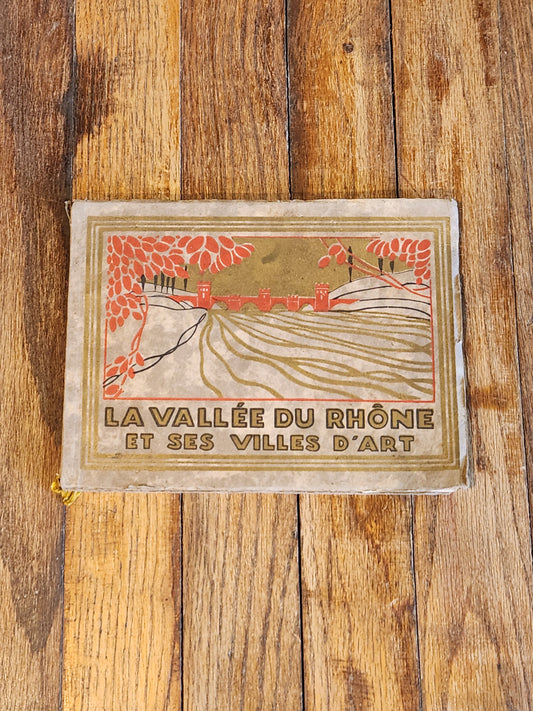 LA VALLÉE DU RHÔNE
ET SES VILLES D'ART